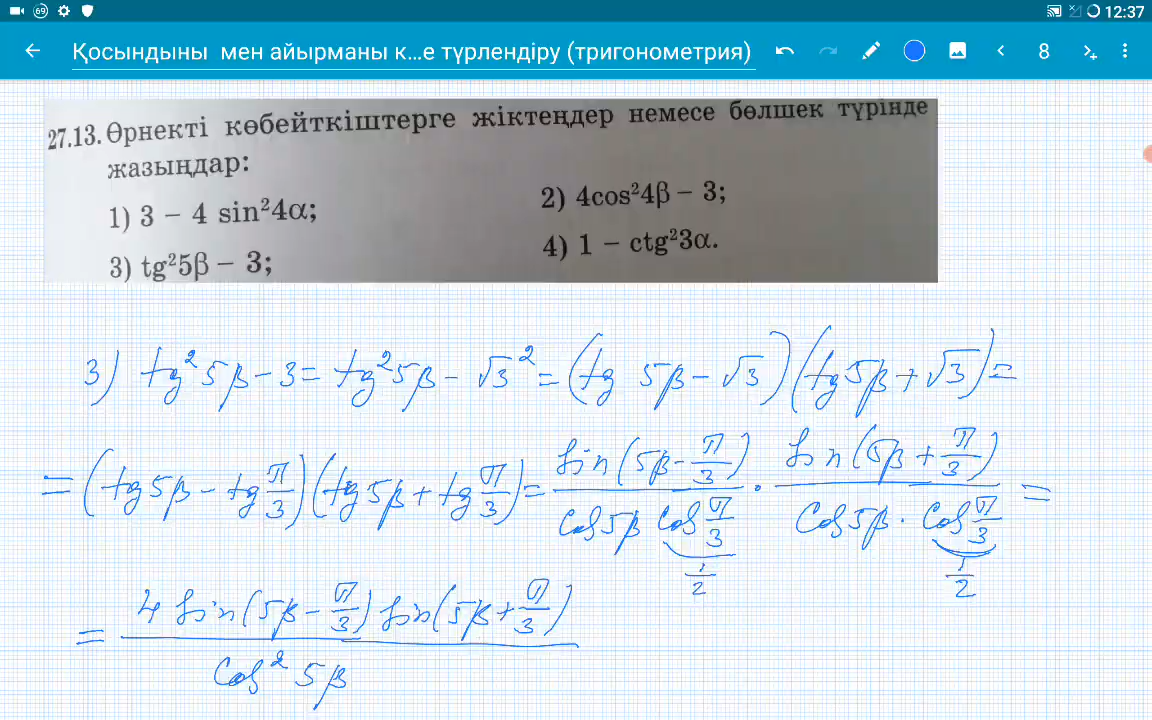 69 12:37
Қосындыны мен айырманы к...е түрлендіру (тригонометрия) 8
27.13. Өрнекті көбейткіштерге жіктеңдер немесе бөлшек түрінде
жазыңдар:
1) 3 − 4 sin²4α; 2) 4cos²4β − 3;
3) tg²5β − 3; 4) 1 − ctg²3α.
3) tg²5β − 3 = tg²5β − √3² = (tg 5β − √3)(tg5β + √3) =
= (tg5β − tg π/3)(tg5β + tg π/3) = sin(5β − π/3)/(cos5β cos π/3) · sin(5β + π/3)/(cos5β · cos π/3) =
1/2 1/2
= 4 sin(5β − π/3) sin(5β + π/3)/cos² 5β